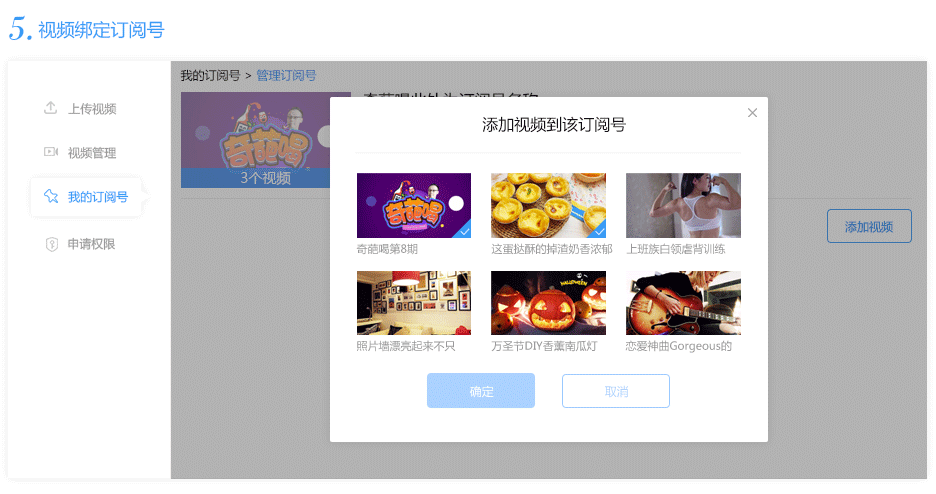 5. 视频绑定订阅号
我的订阅号 > 管理订阅号
上传视频
视频管理
我的订阅号
申请权限
奇葩喝
3个视频
添加视频到该订阅号
奇葩喝
HALLOWEEN
奇葩喝第8期
这蛋挞酥的掉渣奶香浓郁
上班族白领虐背训练
照片墙漂亮起来不只
万圣节DIY香薰南瓜灯
恋爱神曲Gorgeous的
确定
取消
添加视频